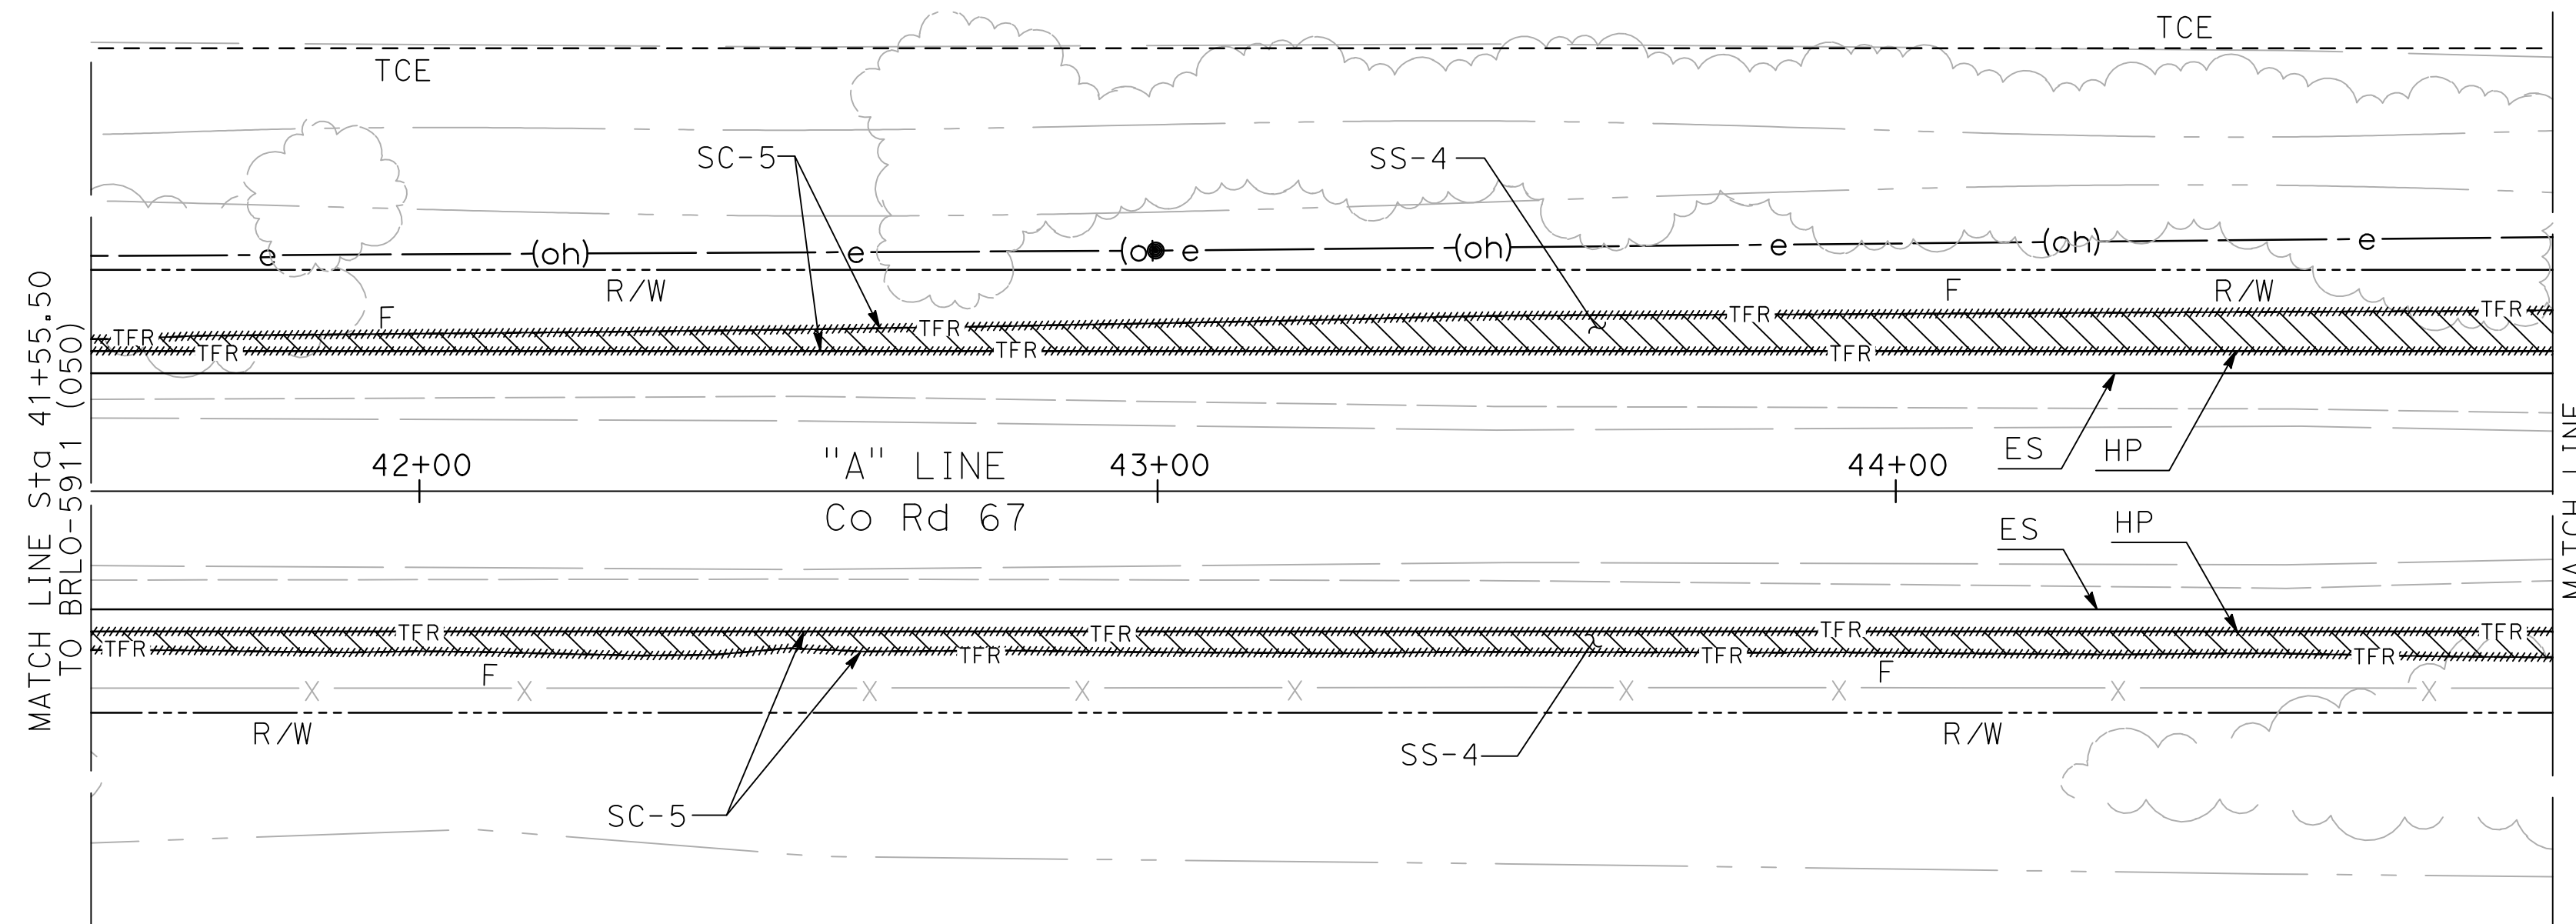 TCE
TCE
SC-5
SS-4
e (oh) e (o e (oh) e (oh) e
R/W
F
R/W
F
TFR TFR TFR TFR
TFR TFR TFR
ES
HP
42+00
"A" LINE
43+00
44+00
Co Rd 67
ES
HP
TFR TFR TFR TFR
TFR TFR TFR TFR
F
F
X X X X X X X X X
R/W
R/W
SS-4
SC-5
MATCH LINE Sta 41+55.50
TO BRLO-5911 (050)
MATCH LINE